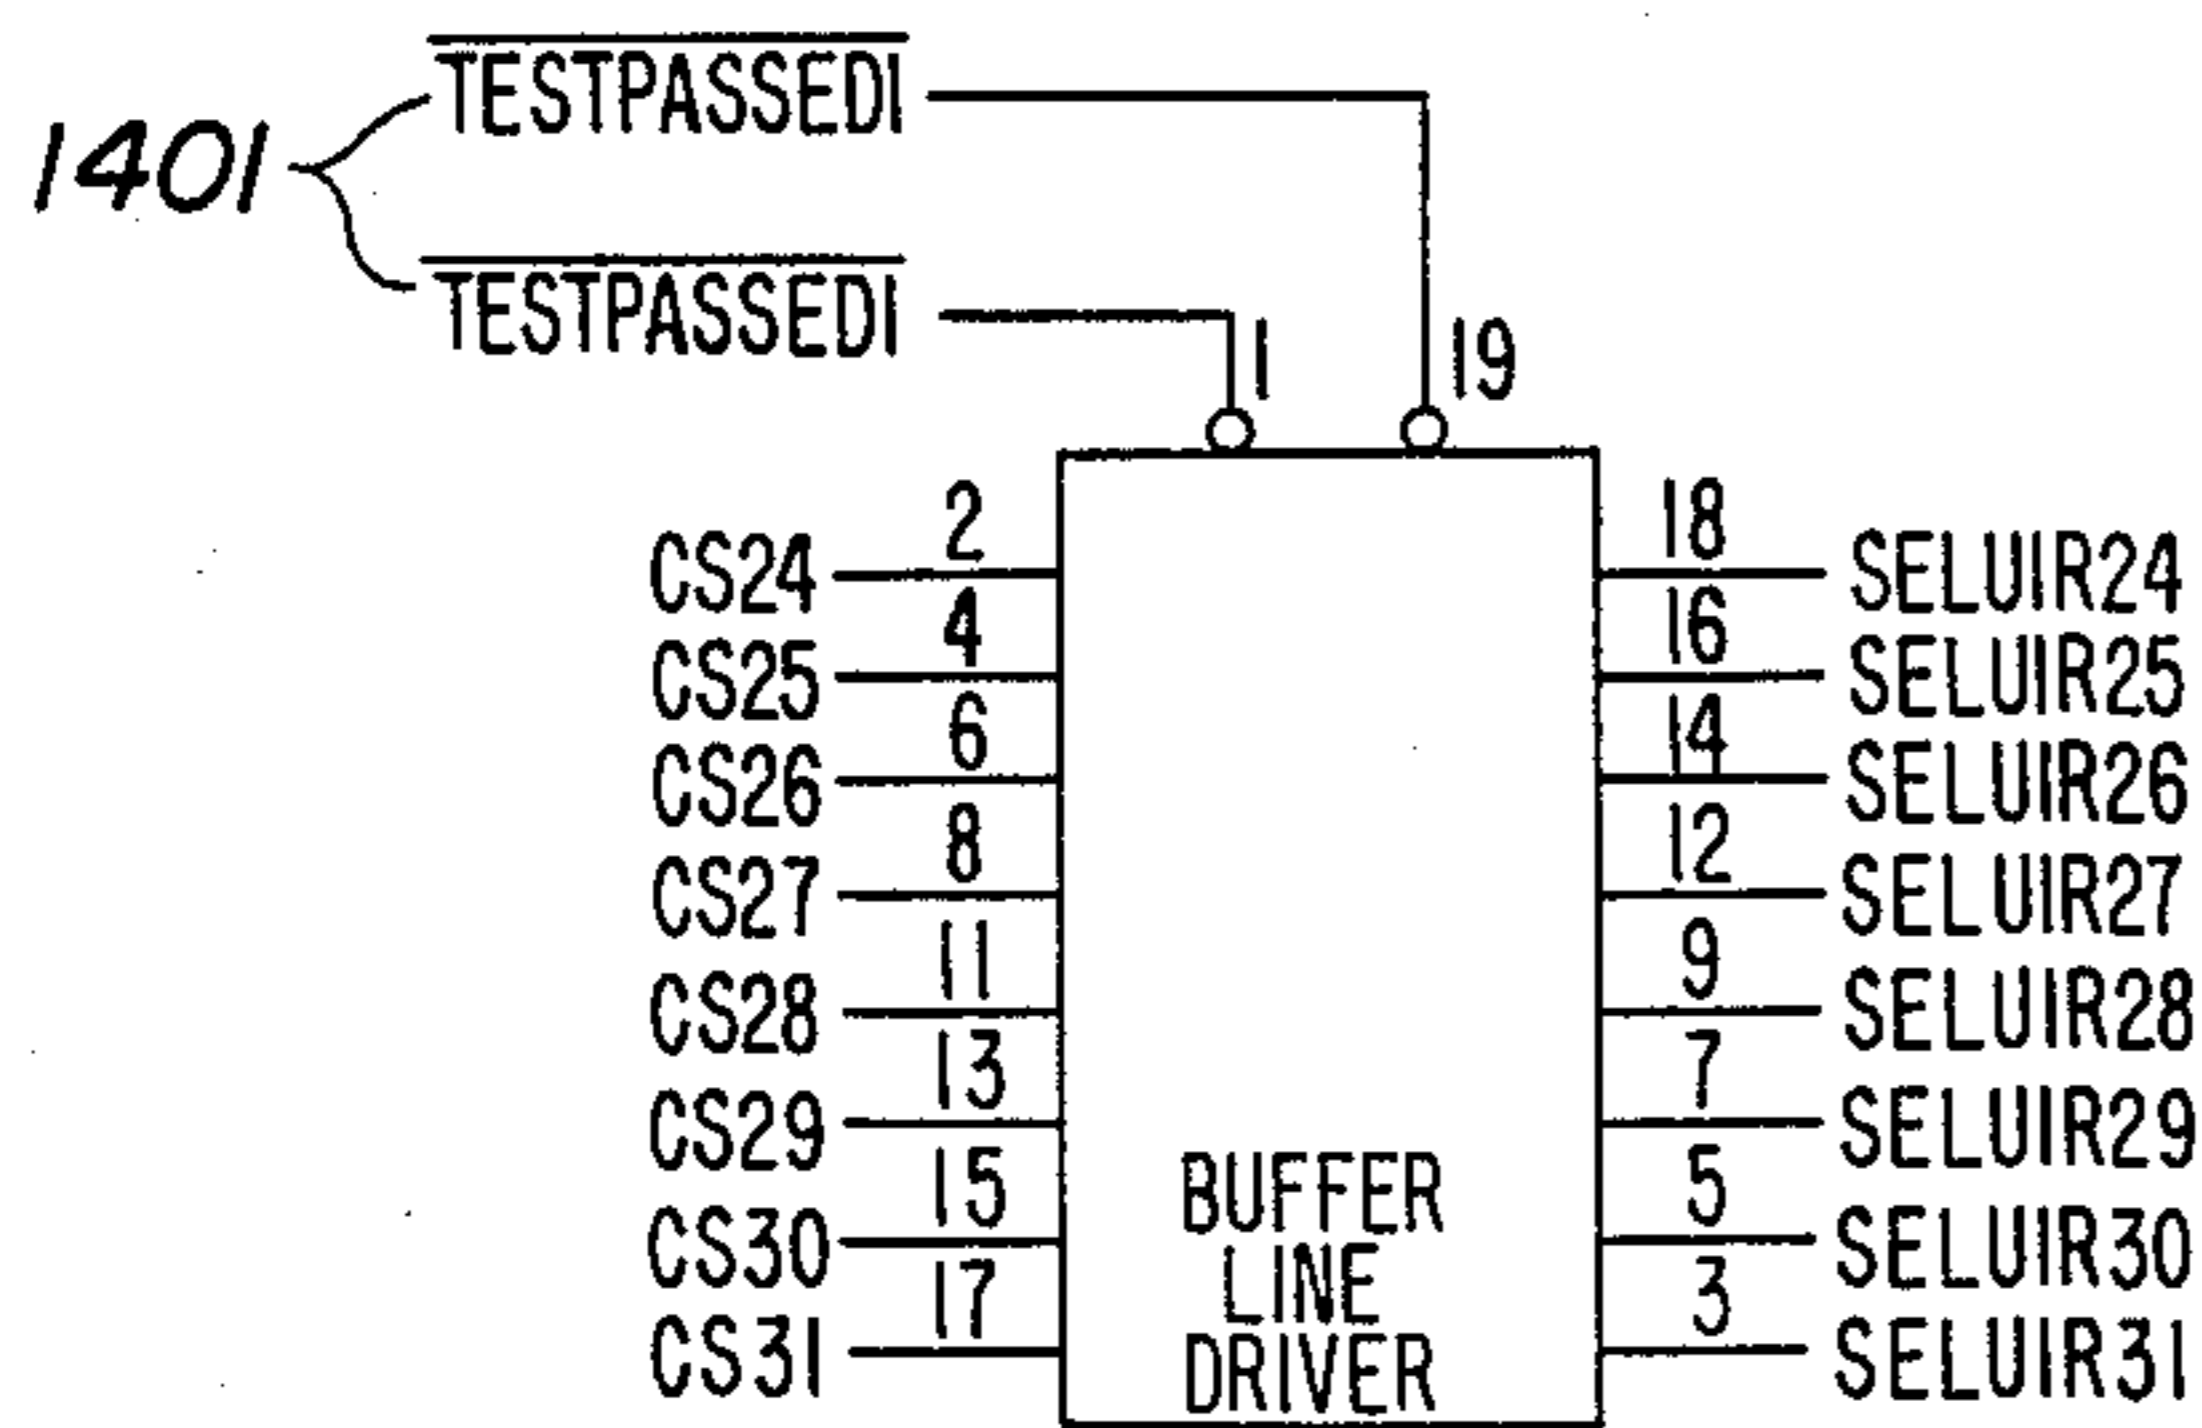 TESTPASSED1
1401
TESTPASSED1
1 19
CS24 2 18 SELUIR24
CS25 4 16 SELUIR25
CS26 6 14 SELUIR26
CS27 8 12 SELUIR27
CS28 11 9 SELUIR28
CS29 13 7 SELUIR29
CS30 15 5 SELUIR30
CS31 17 3 SELUIR31
BUFFER
LINE
DRIVER